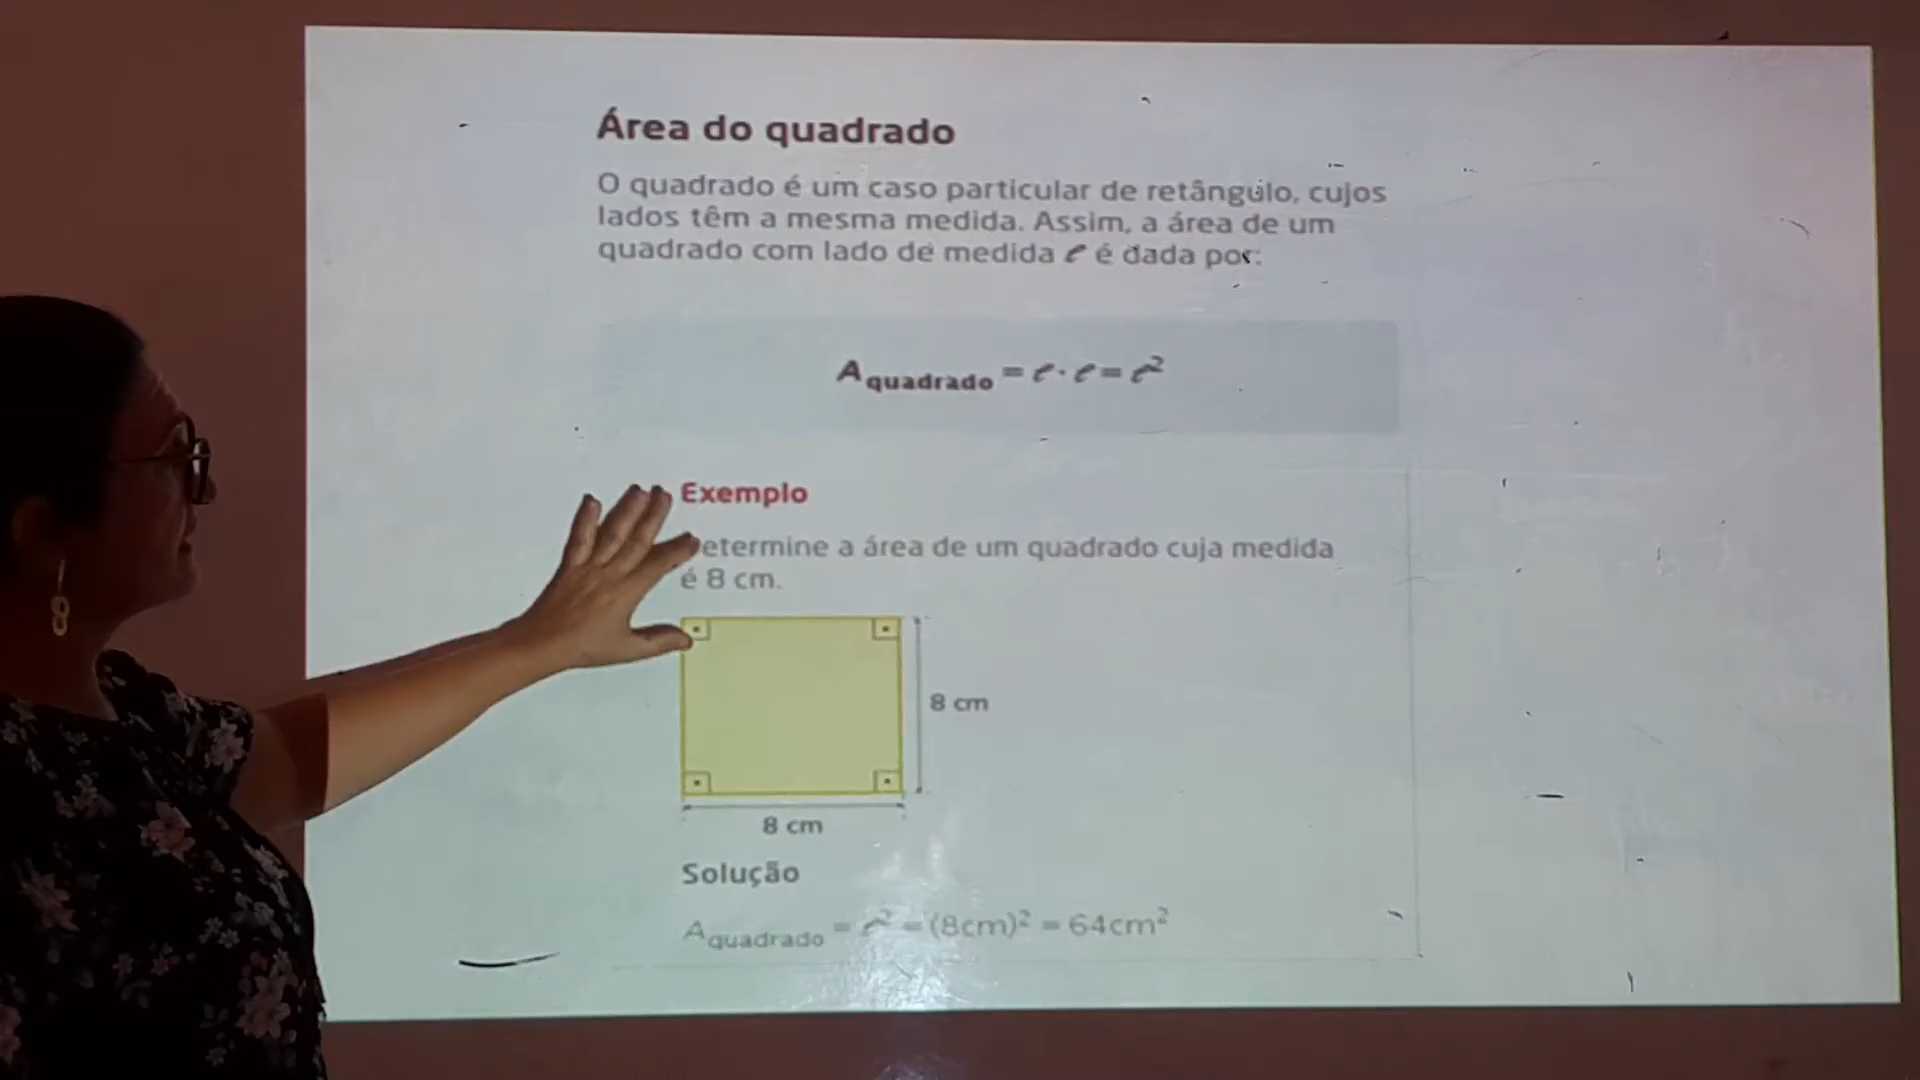 Área do quadrado
O quadrado é um caso particular de retângulo, cujos
lados têm a mesma medida. Assim, a área de um
quadrado com lado de medida ℓ é dada por:
A quadrado = ℓ · ℓ = ℓ²
Exemplo
etermine a área de um quadrado cuja medida
é 8 cm.
8 cm
8 cm
Solução
A quadrado = ℓ² = (8cm)² = 64cm²